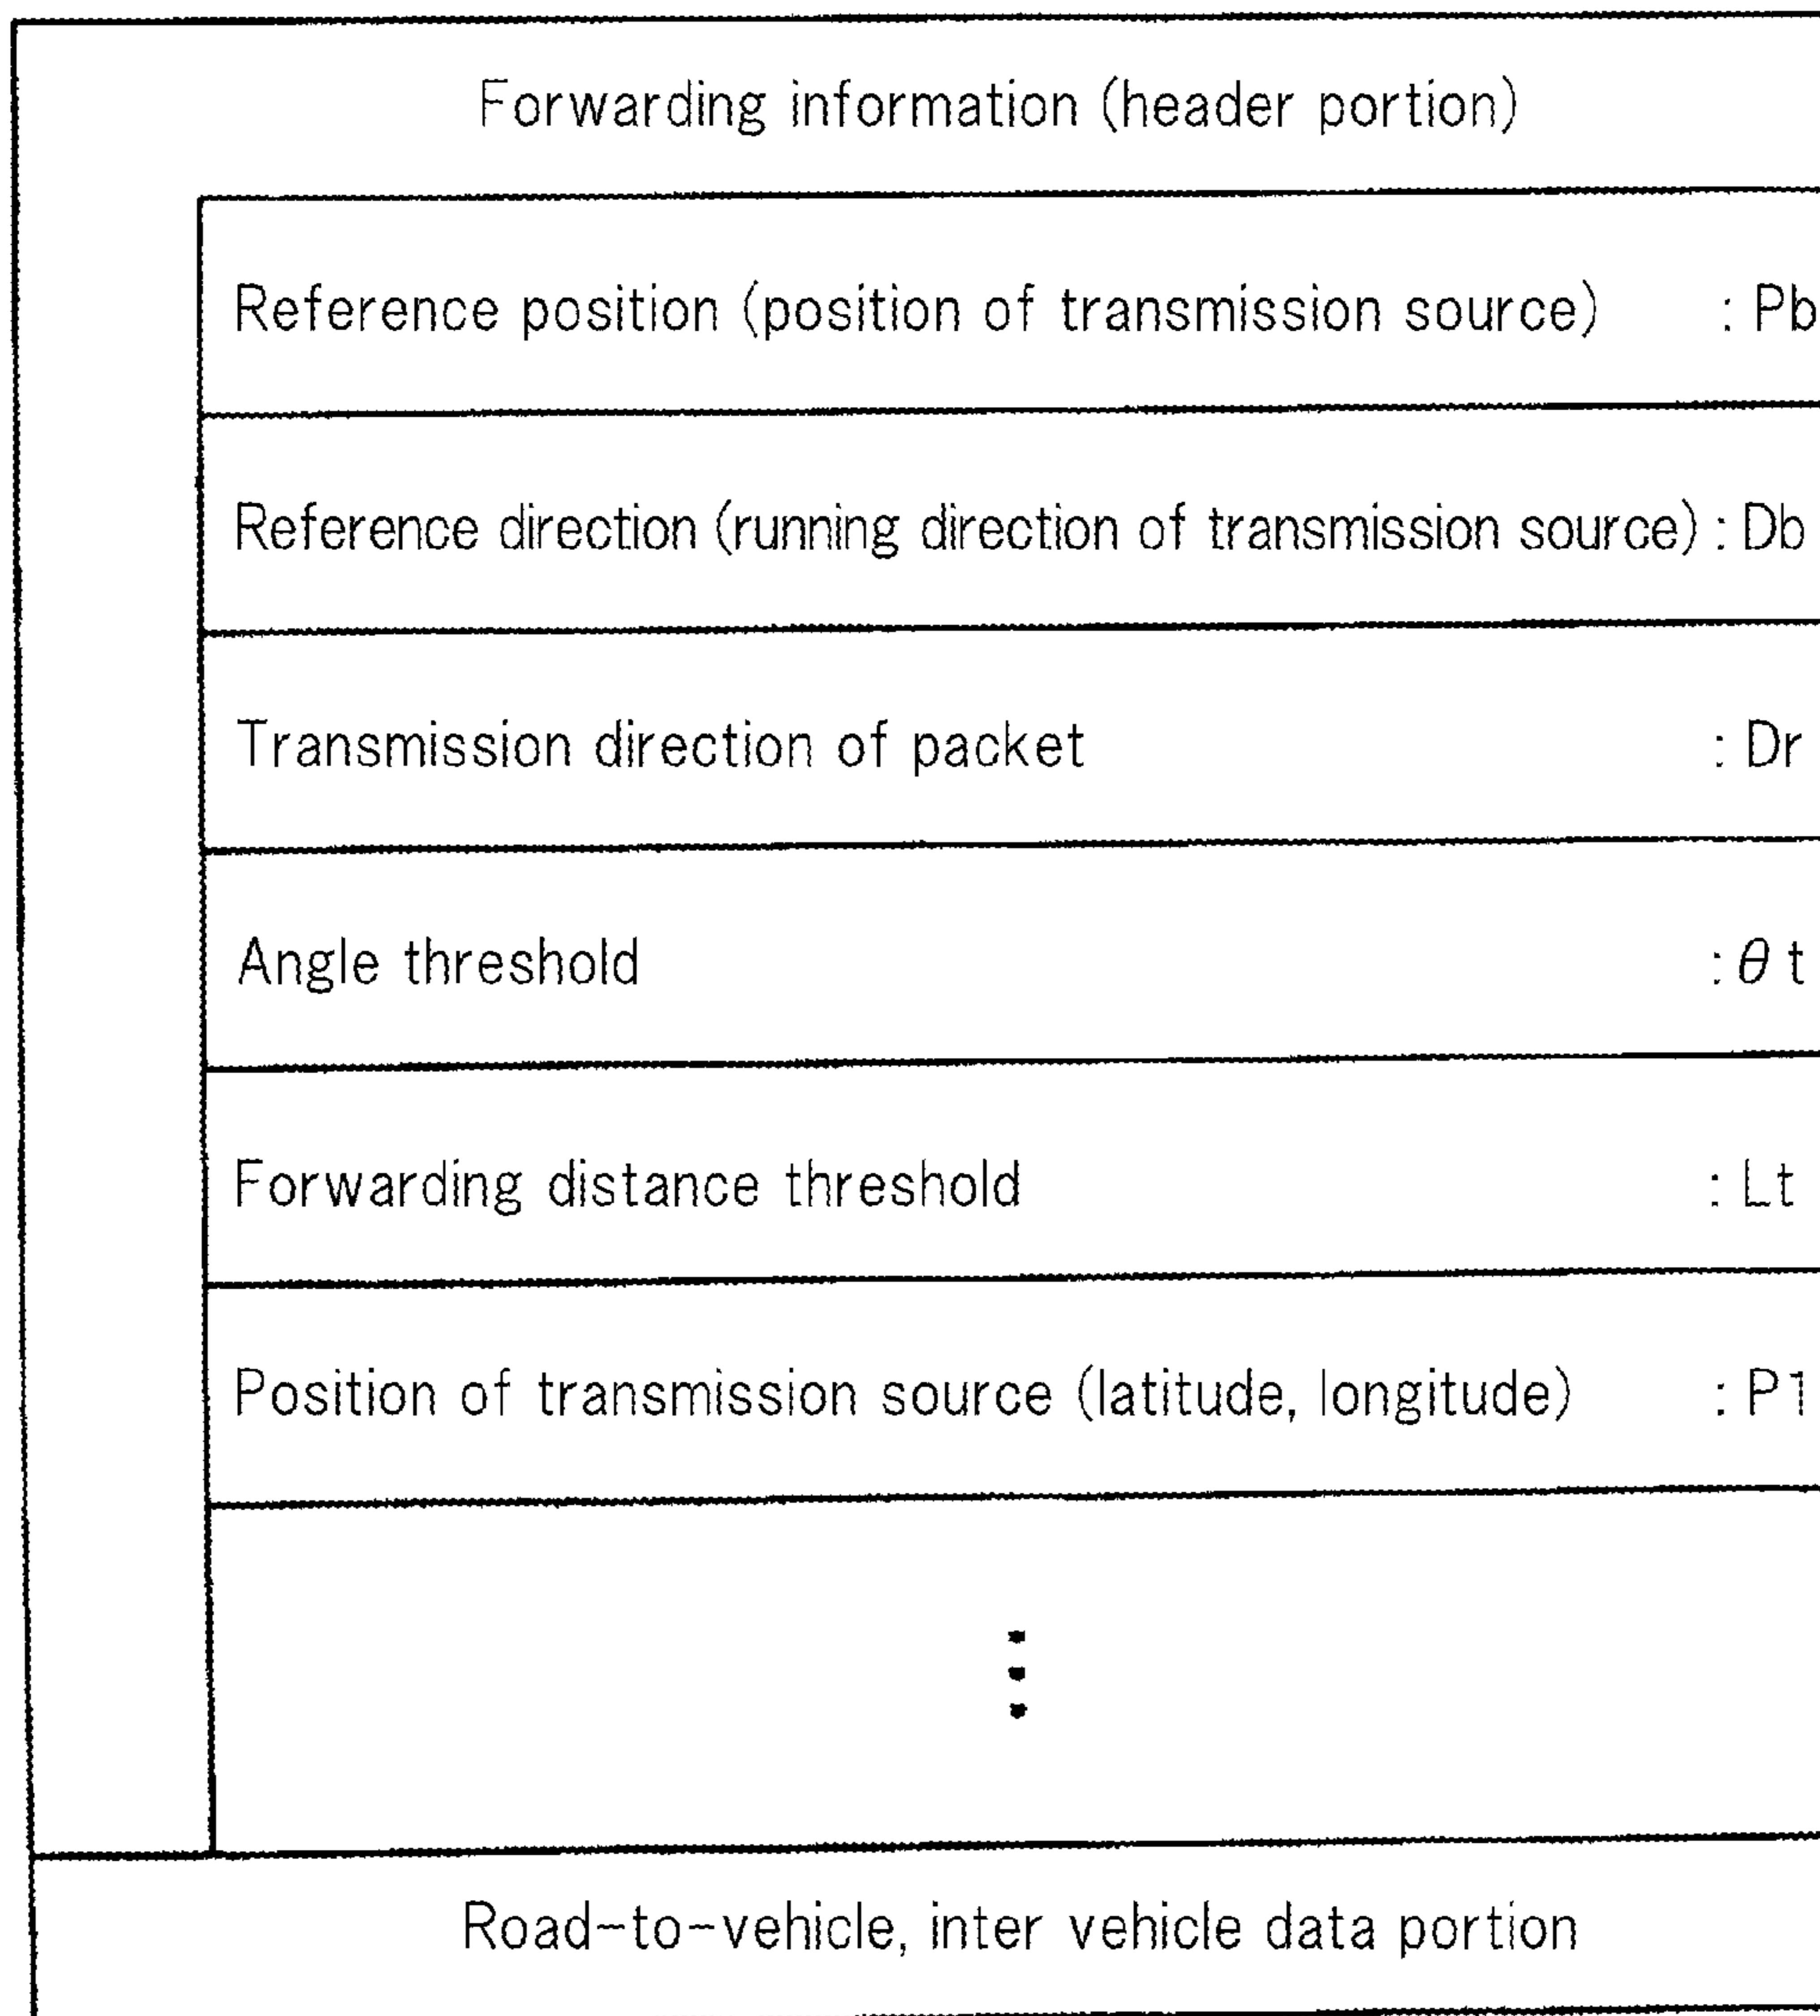 Forwarding information (header portion)
Reference position (position of transmission source) : Pb
Reference direction (running direction of transmission source) : Db
Transmission direction of packet : Dr
Angle threshold : θ t
Forwarding distance threshold : Lt
Position of transmission source (latitude, longitude) : P1
Road-to-vehicle, inter vehicle data portion